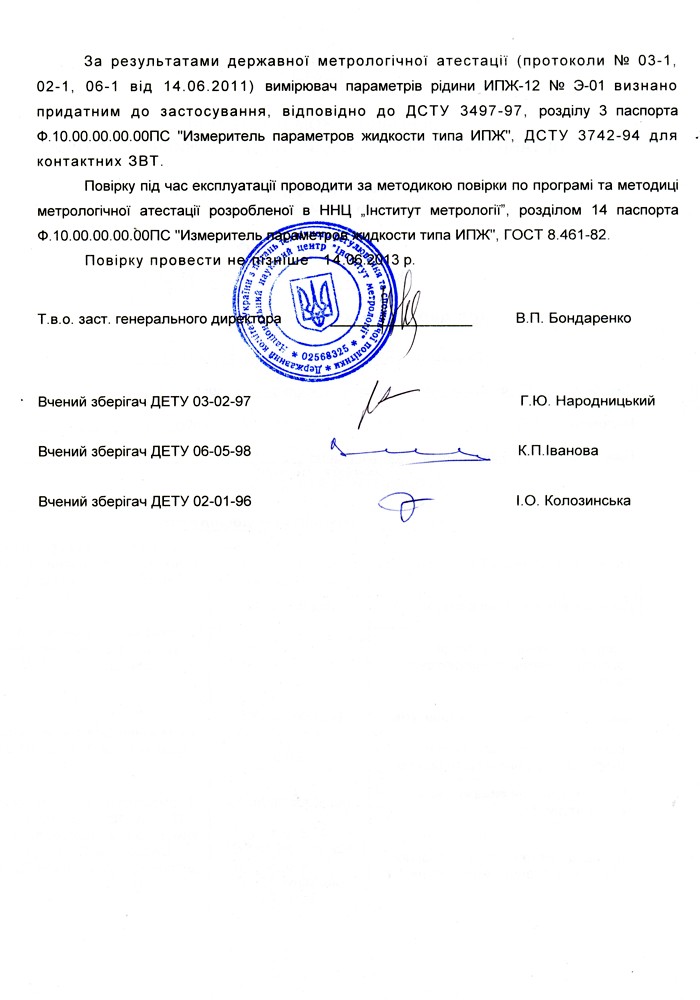 За результатами державної метрологічної атестації (протоколи № 03-1,
02-1, 06-1 від 14.06.2011) вимірювач параметрів рідини ИПЖ-12 № Э-01 визнано
придатним до застосування, відповідно до ДСТУ 3497-97, розділу 3 паспорта
Ф.10.00.00.00.00ПС "Измеритель параметров жидкости типа ИПЖ", ДСТУ 3742-94 для
контактних ЗВТ.
Повірку під час експлуатації проводити за методикою повірки по програмі та методиці
метрологічної атестації розробленої в ННЦ „Інститут метрології”, розділом 14 паспорта
Ф.10.00.00.00.00ПС "Измеритель параметров жидкости типа ИПЖ", ГОСТ 8.461-82.
Повірку провести не пізніше 14.06.2013 р.
Т.в.о. заст. генерального директора В.П. Бондаренко
Державний комітет України з питань технічного регулювання та споживчої політики
Національний науковий центр "Інститут метрології"
* 02568325 *
Вчений зберігач ДЕТУ 03-02-97 Г.Ю. Народницький
Вчений зберігач ДЕТУ 06-05-98 К.П.Іванова
Вчений зберігач ДЕТУ 02-01-96 І.О. Колозинська